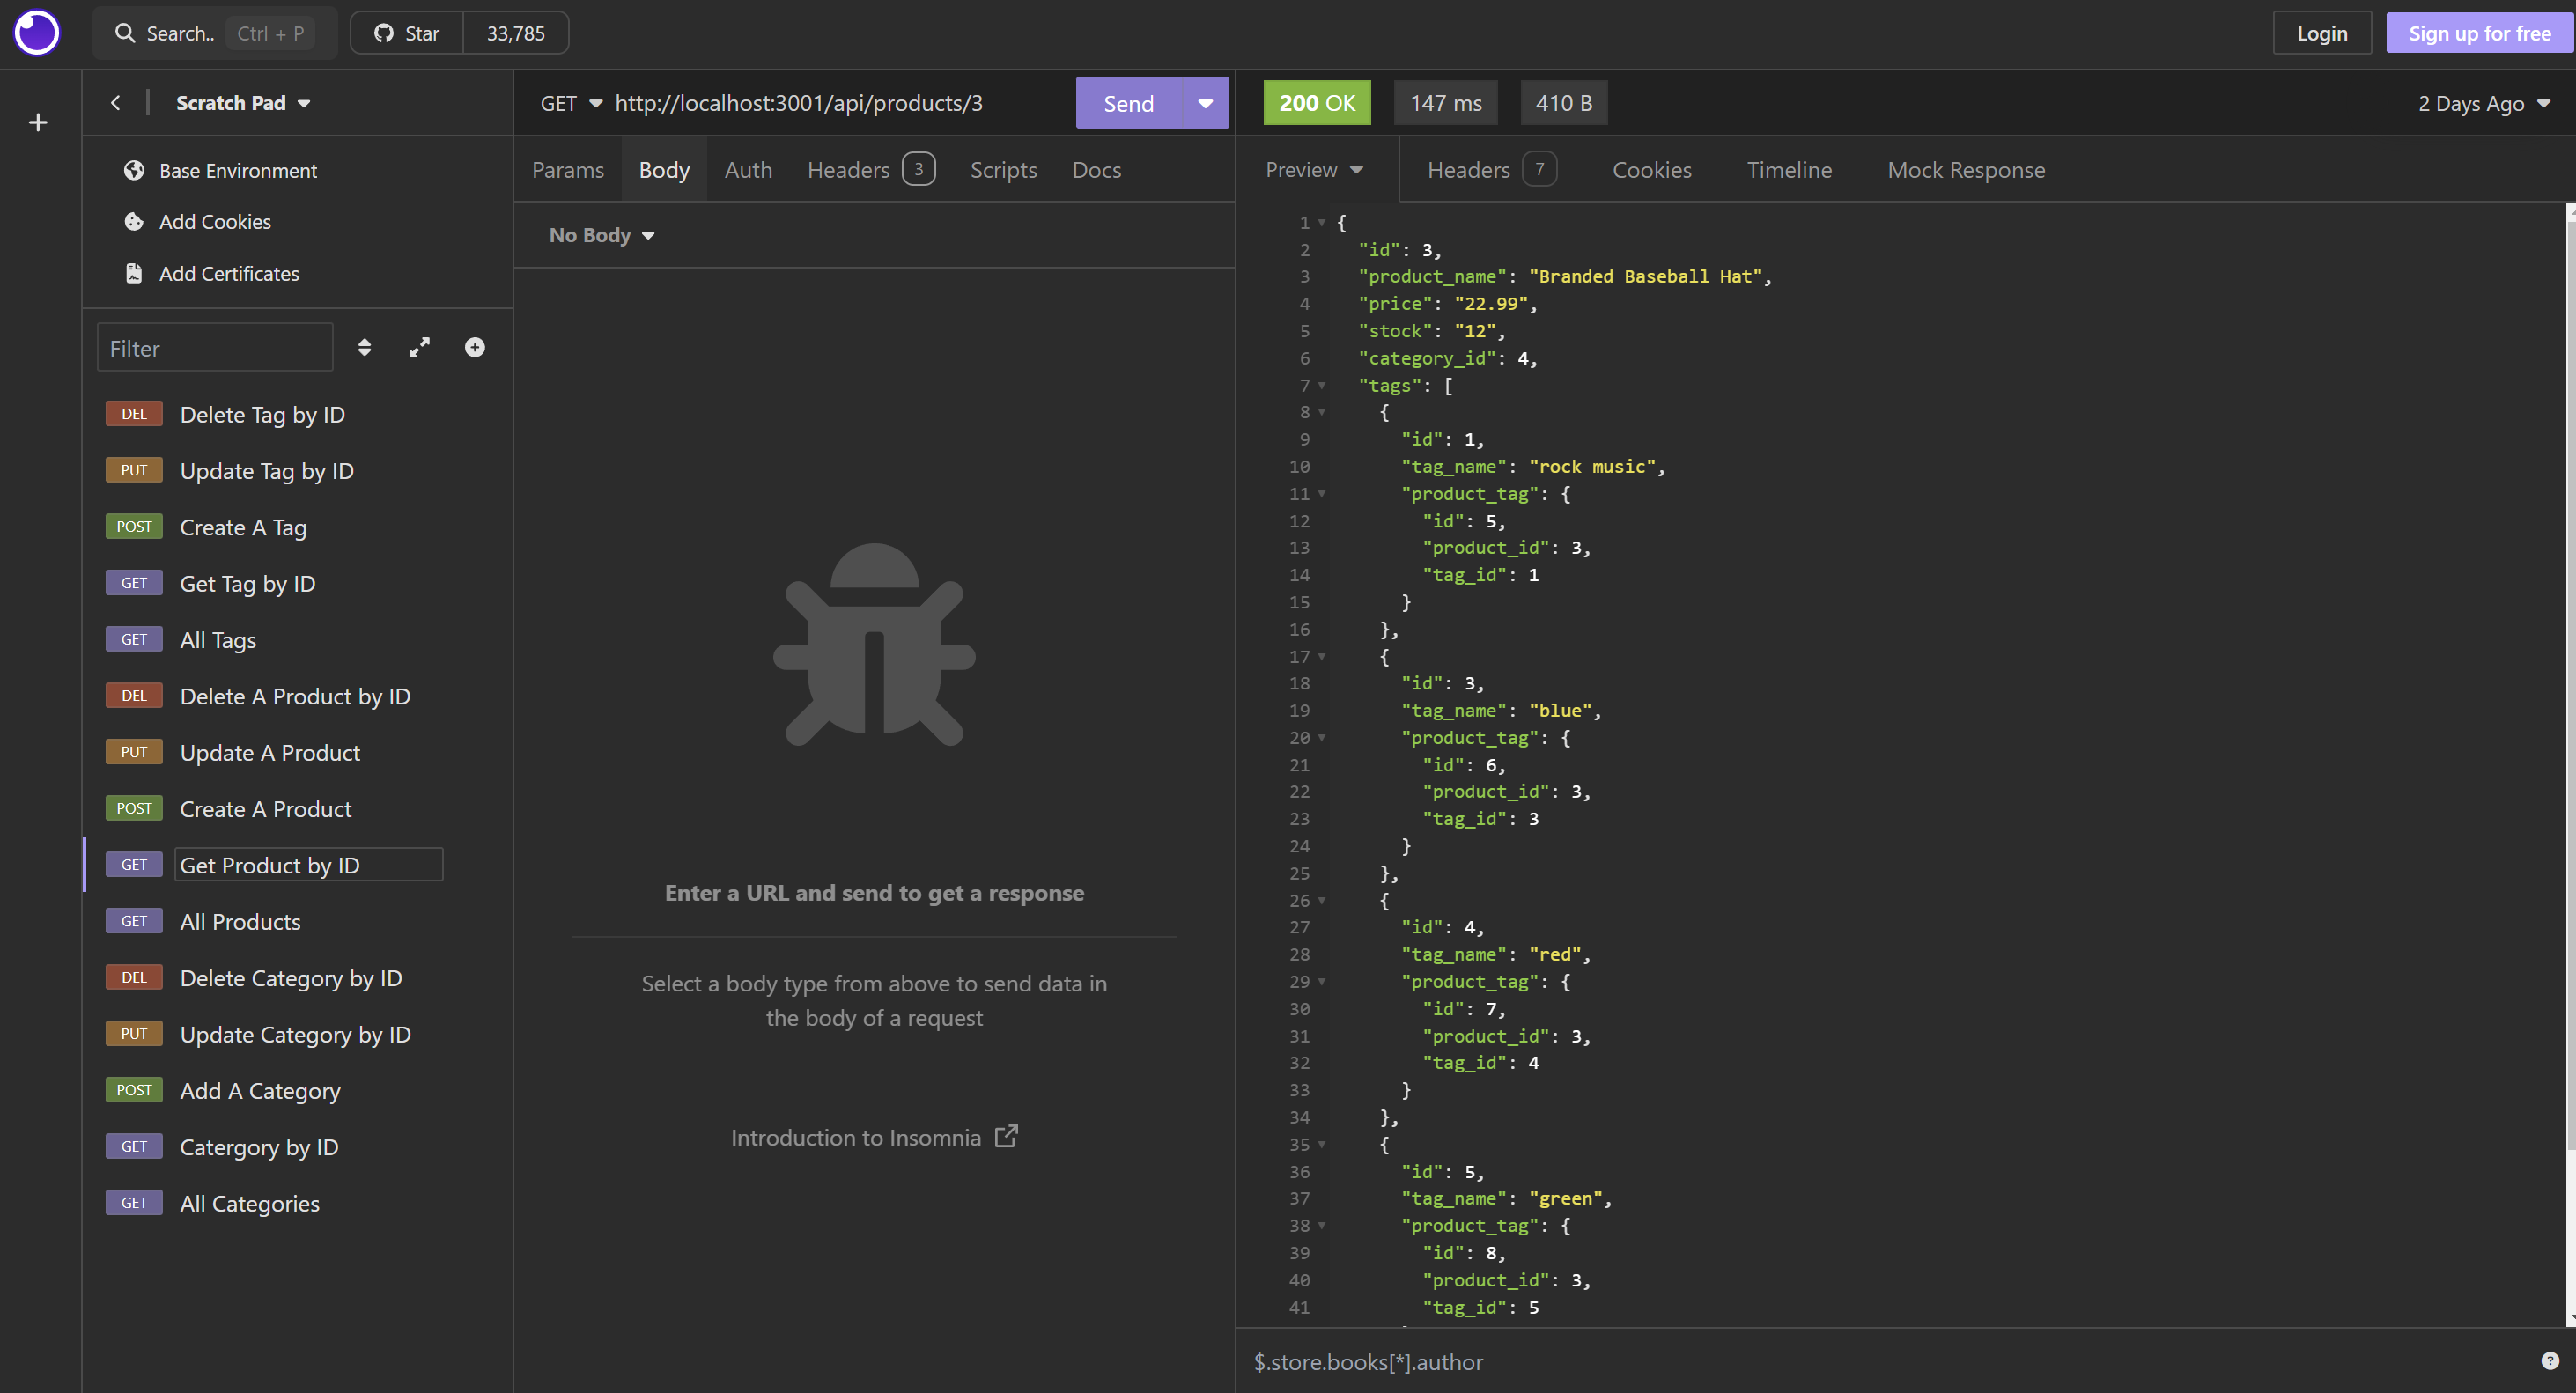 Search.. Ctrl + P Star 33,785 Login Sign up for free
Scratch Pad
Base Environment
Add Cookies
Add Certificates
Filter
DEL Delete Tag by ID
PUT Update Tag by ID
POST Create A Tag
GET Get Tag by ID
GET All Tags
DEL Delete A Product by ID
PUT Update A Product
POST Create A Product
GET Get Product by ID
GET All Products
DEL Delete Category by ID
PUT Update Category by ID
POST Add A Category
GET Catergory by ID
GET All Categories
GET http://localhost:3001/api/products/3 Send
Params Body Auth Headers 3 Scripts Docs
No Body
Enter a URL and send to get a response
Select a body type from above to send data in
the body of a request
Introduction to Insomnia
200 OK 147 ms 410 B 2 Days Ago
Preview Headers 7 Cookies Timeline Mock Response
1 {
2 "id": 3,
3 "product_name": "Branded Baseball Hat",
4 "price": "22.99",
5 "stock": "12",
6 "category_id": 4,
7 "tags": [
8 {
9 "id": 1,
10 "tag_name": "rock music",
11 "product_tag": {
12 "id": 5,
13 "product_id": 3,
14 "tag_id": 1
15 }
16 },
17 {
18 "id": 3,
19 "tag_name": "blue",
20 "product_tag": {
21 "id": 6,
22 "product_id": 3,
23 "tag_id": 3
24 }
25 },
26 {
27 "id": 4,
28 "tag_name": "red",
29 "product_tag": {
30 "id": 7,
31 "product_id": 3,
32 "tag_id": 4
33 }
34 },
35 {
36 "id": 5,
37 "tag_name": "green",
38 "product_tag": {
39 "id": 8,
40 "product_id": 3,
41 "tag_id": 5
$.store.books[*].author